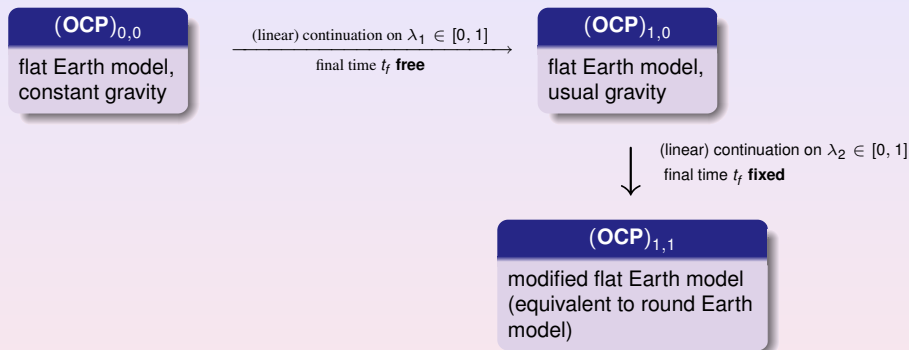 (OCP)₀,₀
flat Earth model,
constant gravity
(linear) continuation on λ₁ ∈ [0, 1]
final time t_f free
(OCP)₁,₀
flat Earth model,
usual gravity
(linear) continuation on λ₂ ∈ [0, 1]
final time t_f fixed
(OCP)₁,₁
modified flat Earth model
(equivalent to round Earth
model)